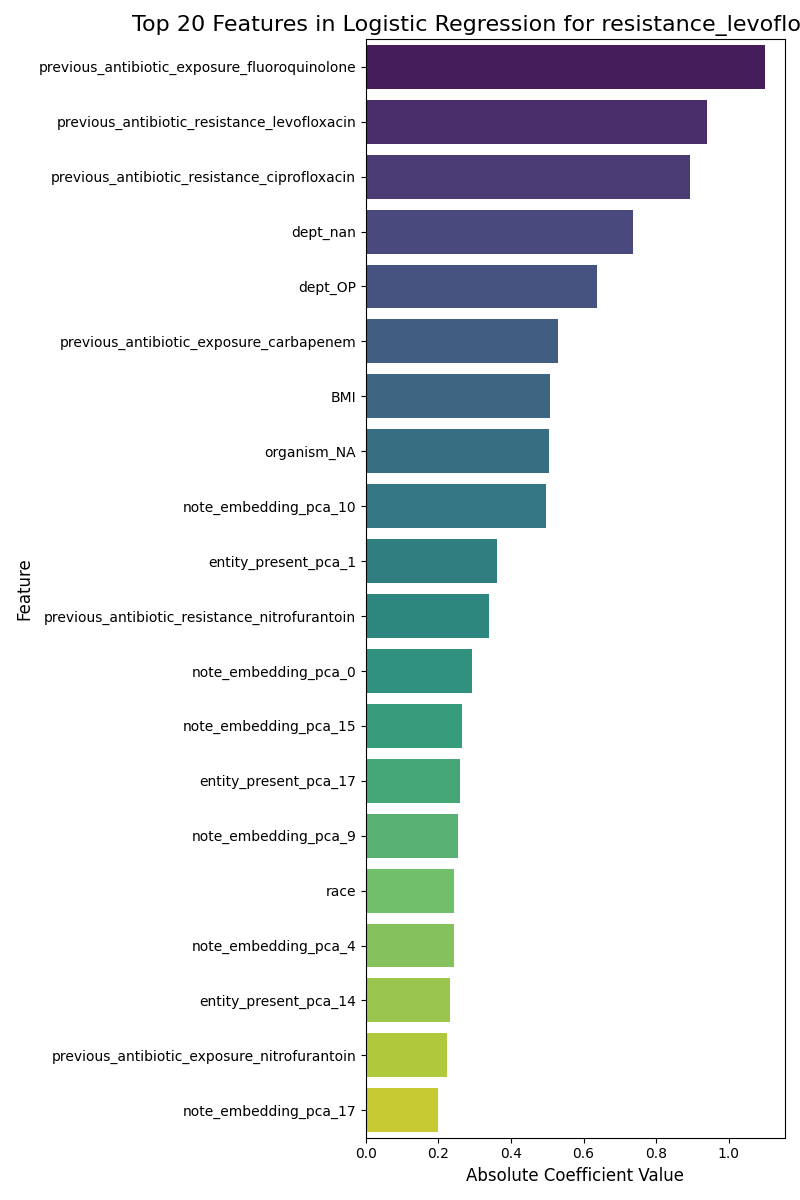 Top 20 Features in Logistic Regression for resistance_levoflo
previous_antibiotic_exposure_fluoroquinolone
previous_antibiotic_resistance_levofloxacin
previous_antibiotic_resistance_ciprofloxacin
dept_nan
dept_OP
previous_antibiotic_exposure_carbapenem
BMI
organism_NA
note_embedding_pca_10
entity_present_pca_1
previous_antibiotic_resistance_nitrofurantoin
note_embedding_pca_0
note_embedding_pca_15
entity_present_pca_17
note_embedding_pca_9
race
note_embedding_pca_4
entity_present_pca_14
previous_antibiotic_exposure_nitrofurantoin
note_embedding_pca_17
Feature
0.0 0.2 0.4 0.6 0.8 1.0
Absolute Coefficient Value